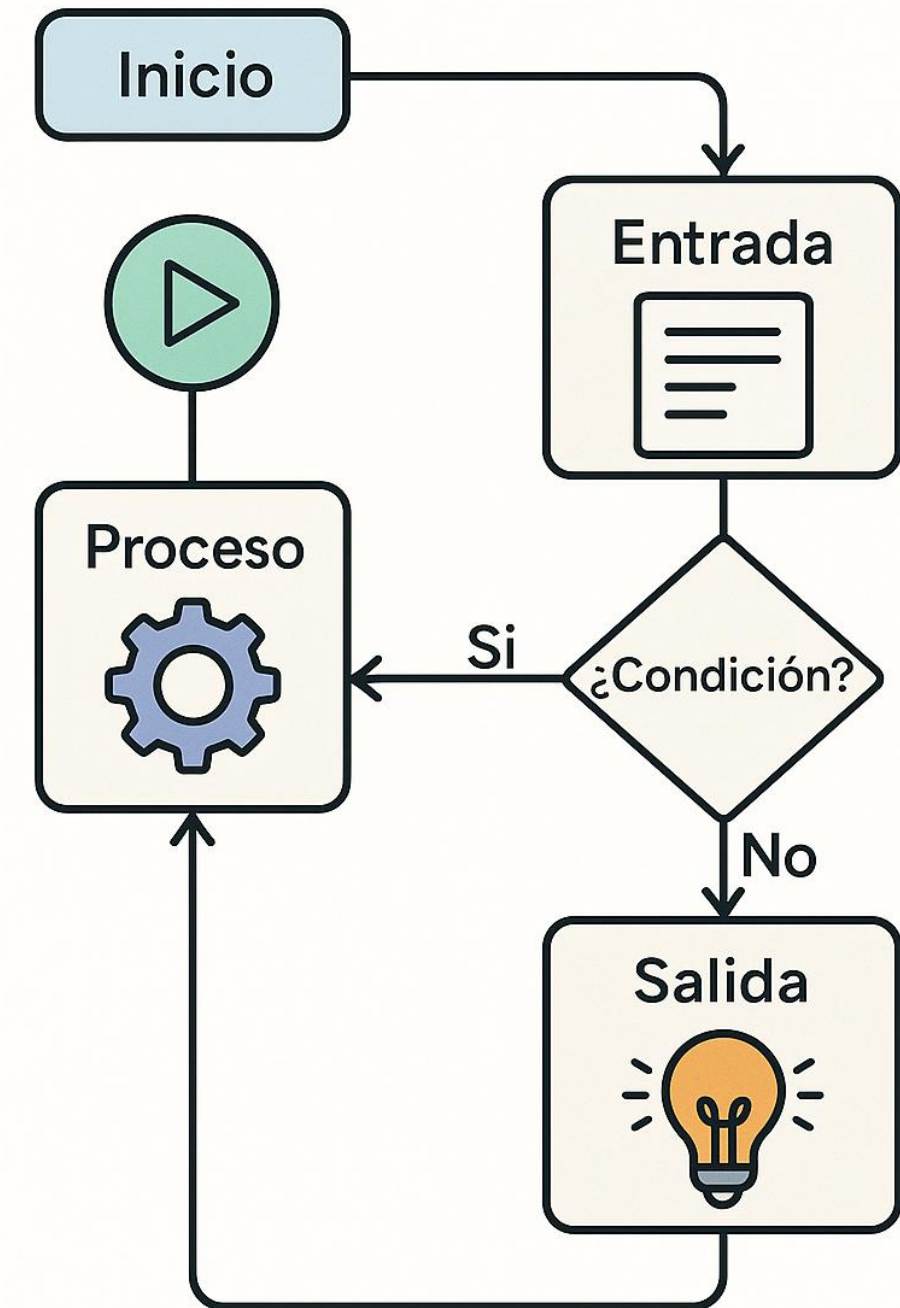 Inicio
Entrada
Proceso
Si
¿Condición?
No
Salida